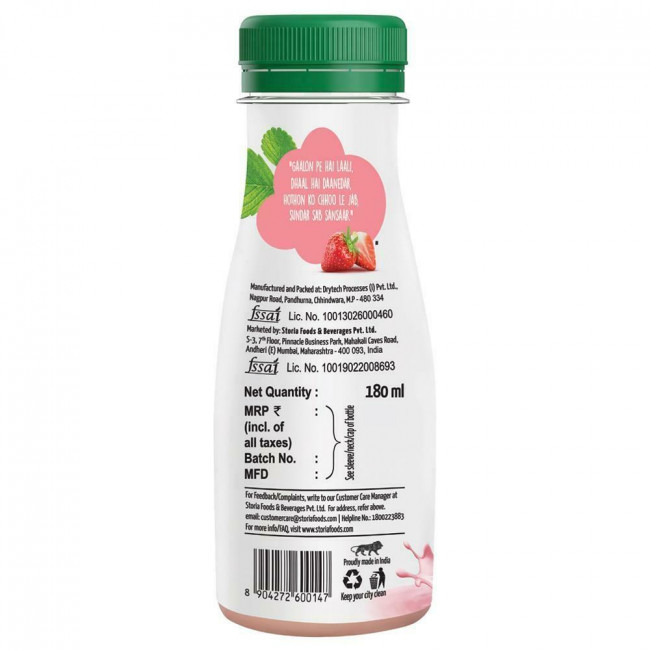 "GAALON PE HAI LAALI,
DHAAL HAI DAANEDAR,
HOTHON KO CHHOO LE JAB,
SUNDAR SAB SANSAAR."
Manufactured and Packed at: Drytech Processes (I) Pvt. Ltd.,
Nagpur Road, Pandhurna, Chhindwara, M.P - 480 334
fssai Lic. No. 10013026000460
Marketed by: Storia Foods & Beverages Pvt. Ltd.
S-3, 7th Floor, Pinnacle Business Park, Mahakali Caves Road,
Andheri (E) Mumbai, Maharashtra - 400 093, India
fssai Lic. No. 10019022008693
Net Quantity : 180 ml
MRP ₹ :
(incl. of
all taxes)
Batch No. :
MFD :
See sleeve/neck/cap of bottle
For Feedback/Complaints, write to our Customer Care Manager at
Storia Foods & Beverages Pvt. Ltd. For address, refer above.
email: customercare@storiafoods.com | Helpline No.: 1800223883
For more info/FAQ, visit www.storiafoods.com
Proudly made in India
Keep your city clean
8 904272 600147